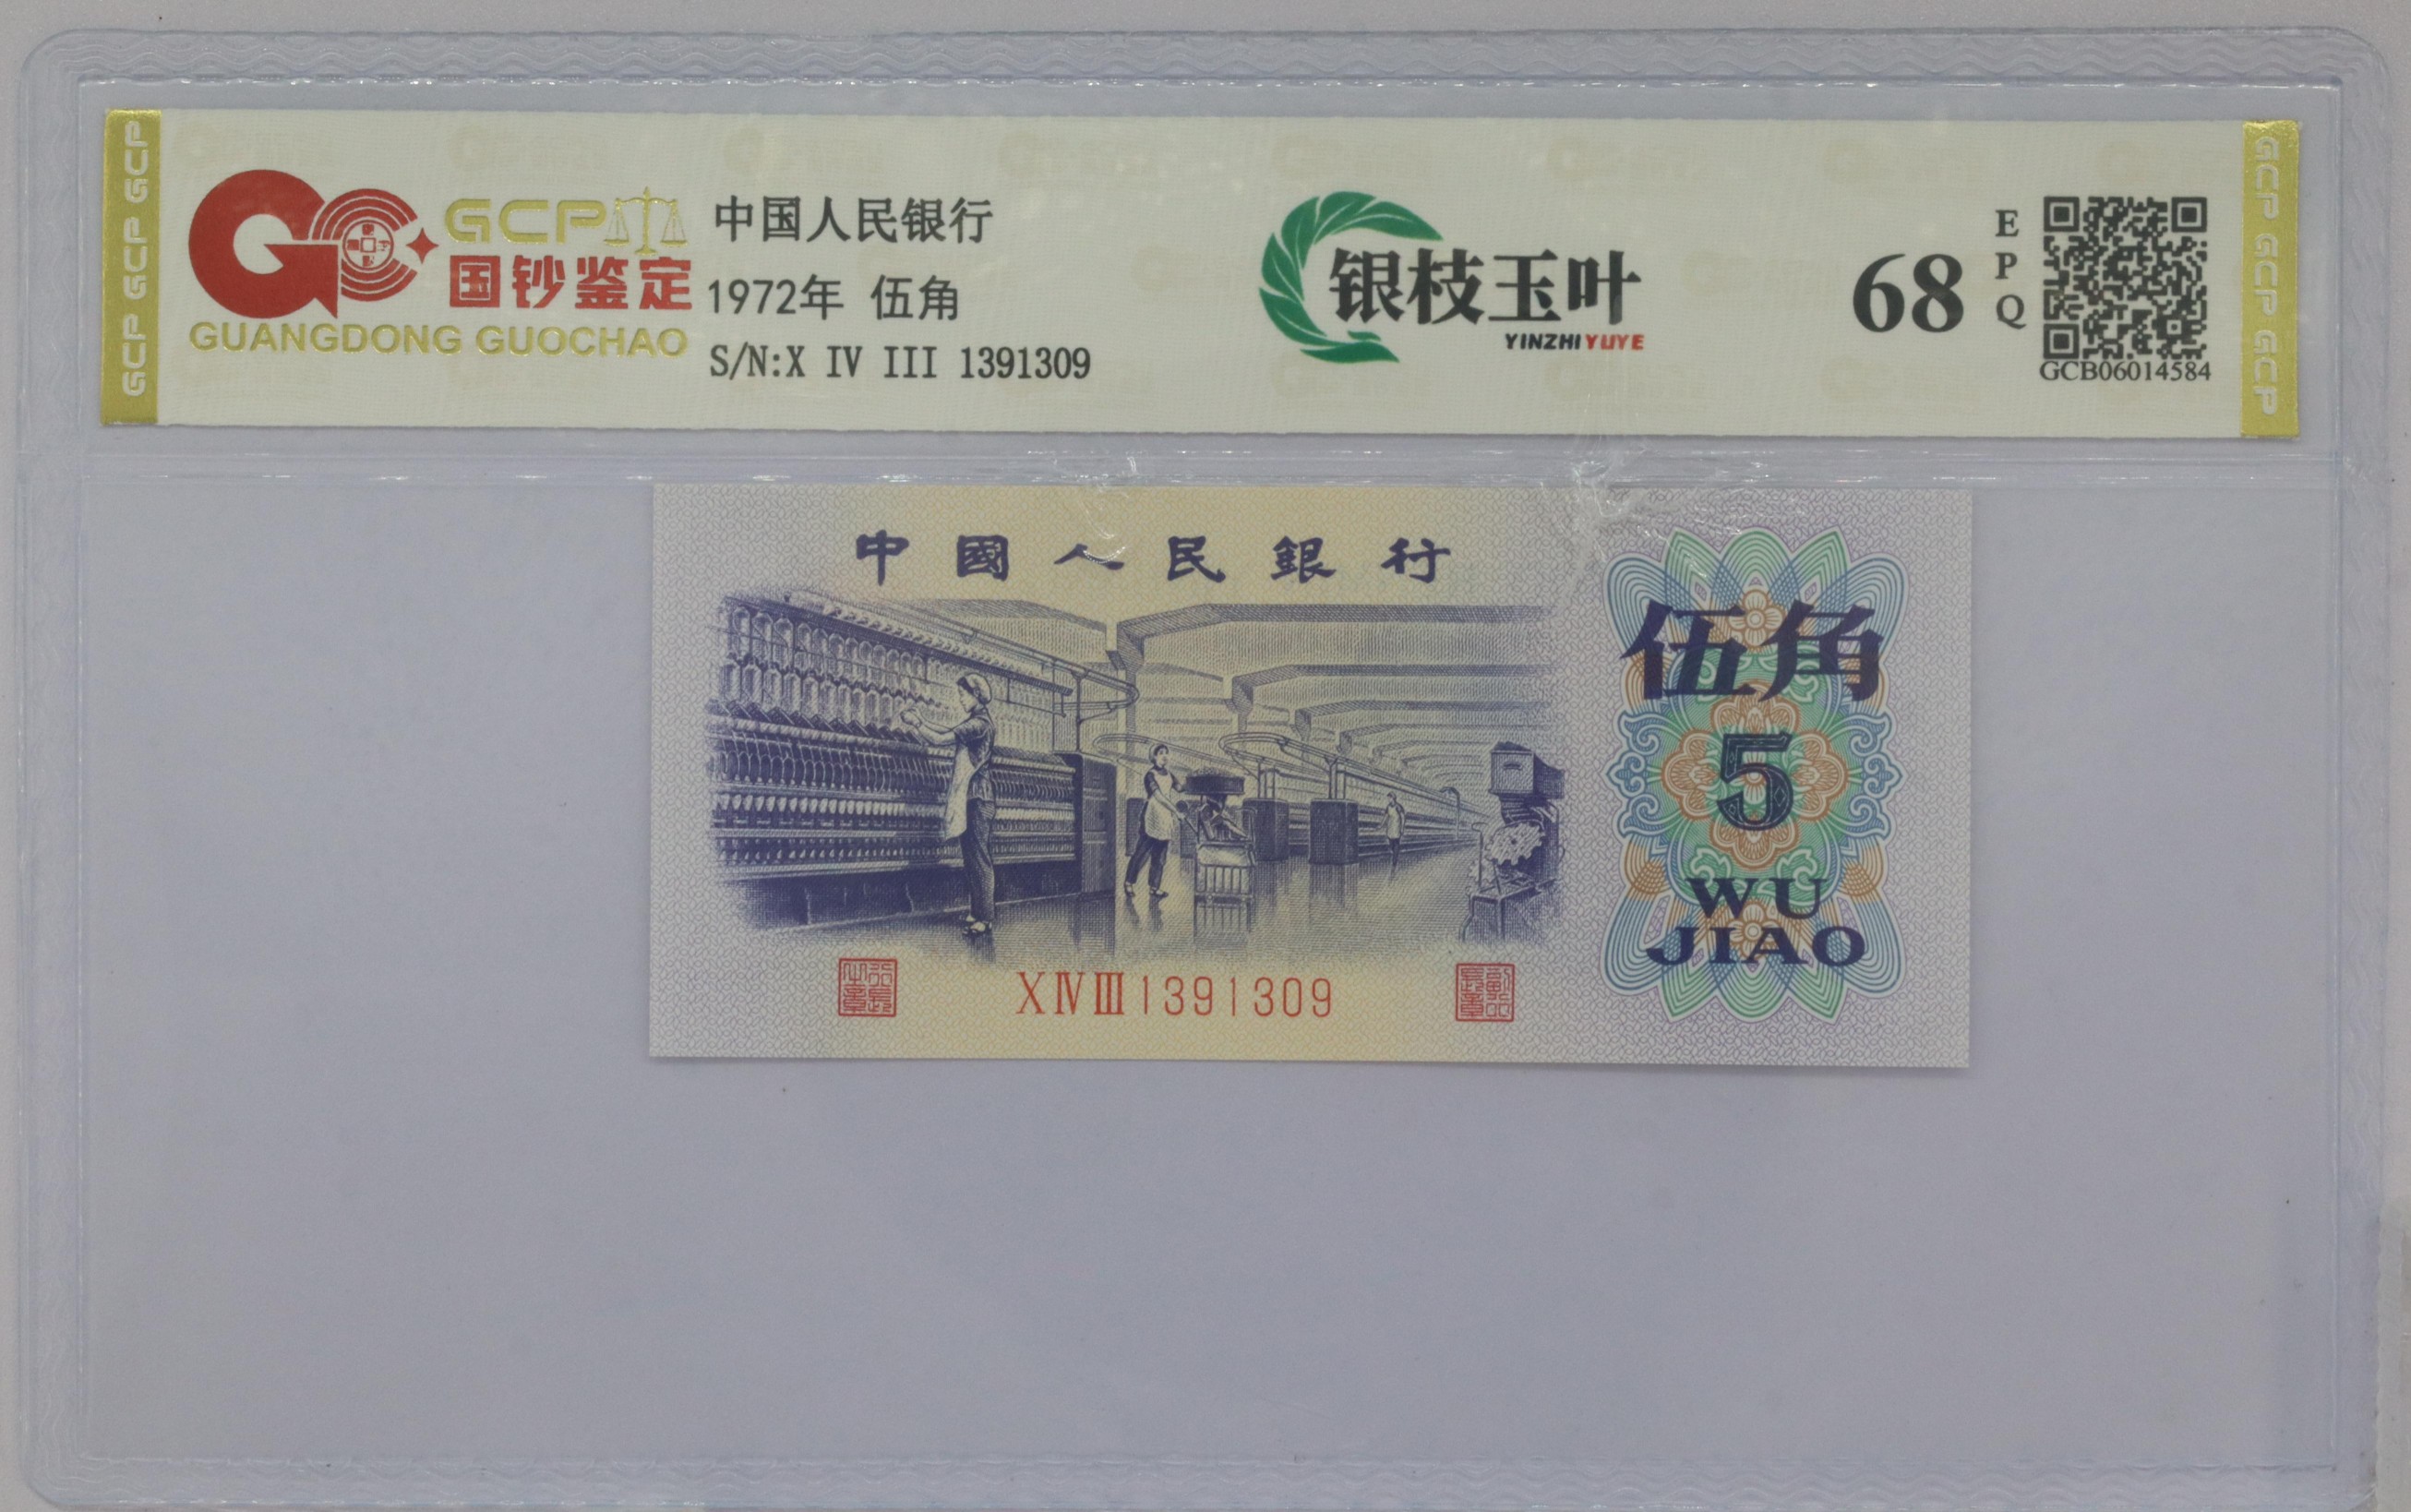 GCP GCP GCP
GCP
国钞鉴定
GUANGDONG GUOCHAO
中国人民银行
1972年 伍角
S/N:X IV III 1391309
银枝玉叶
YINZHIYUYE
68
EPQ
GCB06014584
GCP GCP GCP
中國人民銀行
伍角
5
WU
JIAO
X IV III 1391309